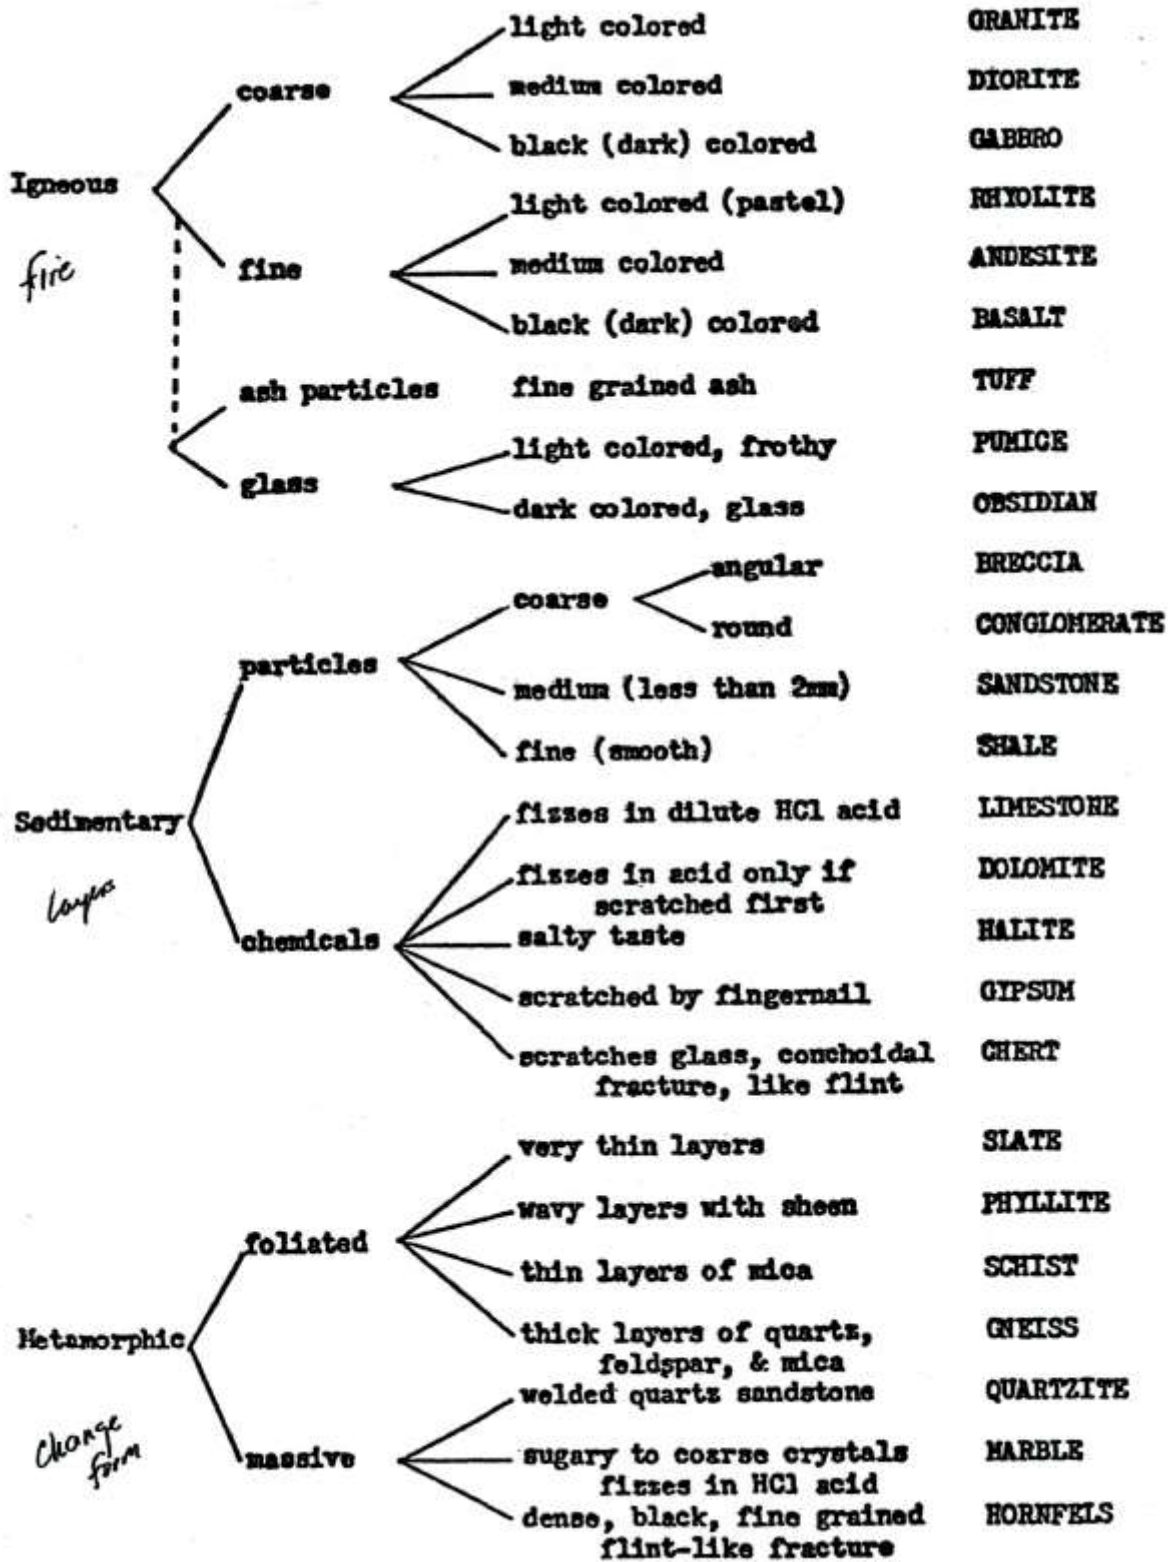 light colored GRANITE
coarse medium colored DIORITE
black (dark) colored GABBRO
Igneous
light colored (pastel) RHYOLITE
fire
fine medium colored ANDESITE
black (dark) colored BASALT
ash particles fine grained ash TUFF
light colored, frothy PUMICE
glass
dark colored, glass OBSIDIAN
angular BRECCIA
coarse
round CONGLOMERATE
particles
medium (less than 2mm) SANDSTONE
fine (smooth) SHALE
Sedimentary
fizzes in dilute HCl acid LIMESTONE
layers
fizzes in acid only if DOLOMITE
scratched first
chemicals salty taste HALITE
scratched by fingernail GIPSUM
scratches glass, conchoidal CHERT
fracture, like flint
very thin layers SLATE
wavy layers with sheen PHYLLITE
foliated
thin layers of mica SCHIST
Metamorphic
thick layers of quartz, GNEISS
feldspar, & mica
welded quartz sandstone QUARTZITE
change
form
massive sugary to coarse crystals MARBLE
fizzes in HCl acid
dense, black, fine grained HORNFELS
flint-like fracture